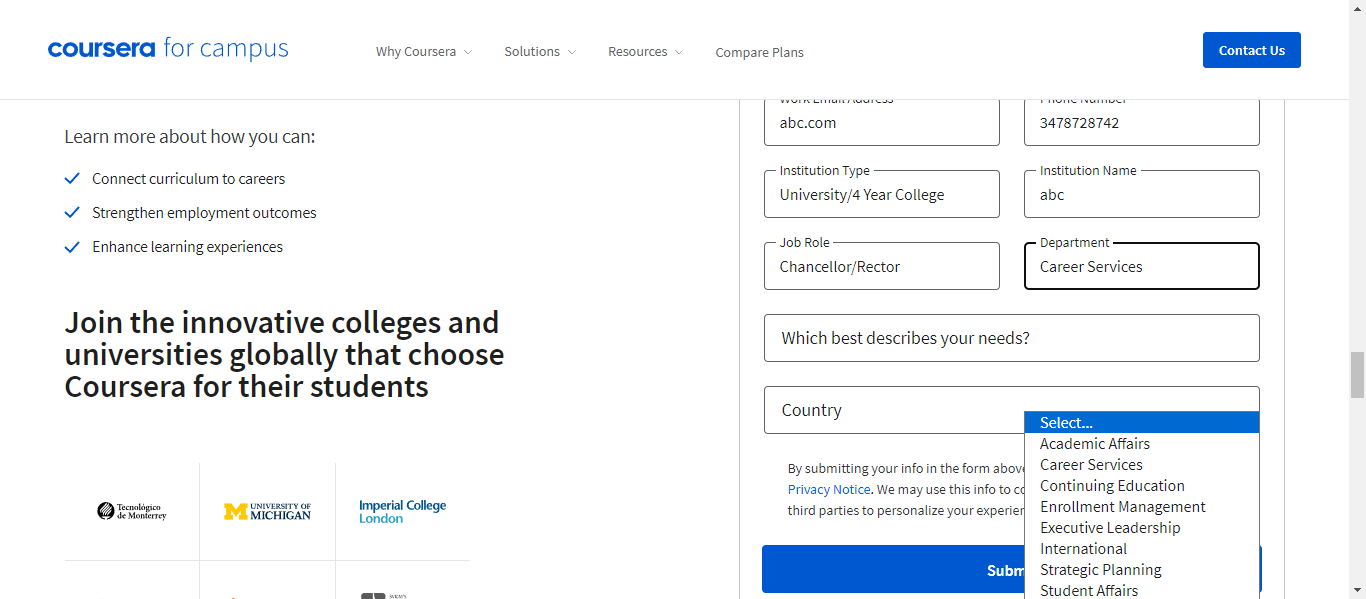 coursera for campus
Why Coursera
Solutions
Resources
Compare Plans
Contact Us
Learn more about how you can:
Connect curriculum to careers
Strengthen employment outcomes
Enhance learning experiences
Join the innovative colleges and
universities globally that choose
Coursera for their students
Tecnológico
de Monterrey
M UNIVERSITY OF
MICHIGAN
Imperial College
London
Work Email Address
abc.com
Phone Number
3478728742
Institution Type
University/4 Year College
Institution Name
abc
Job Role
Chancellor/Rector
Department
Career Services
Which best describes your needs?
Country
By submitting your info in the form above
Privacy Notice. We may use this info to co
third parties to personalize your experien
Subm
Select...
Academic Affairs
Career Services
Continuing Education
Enrollment Management
Executive Leadership
International
Strategic Planning
Student Affairs